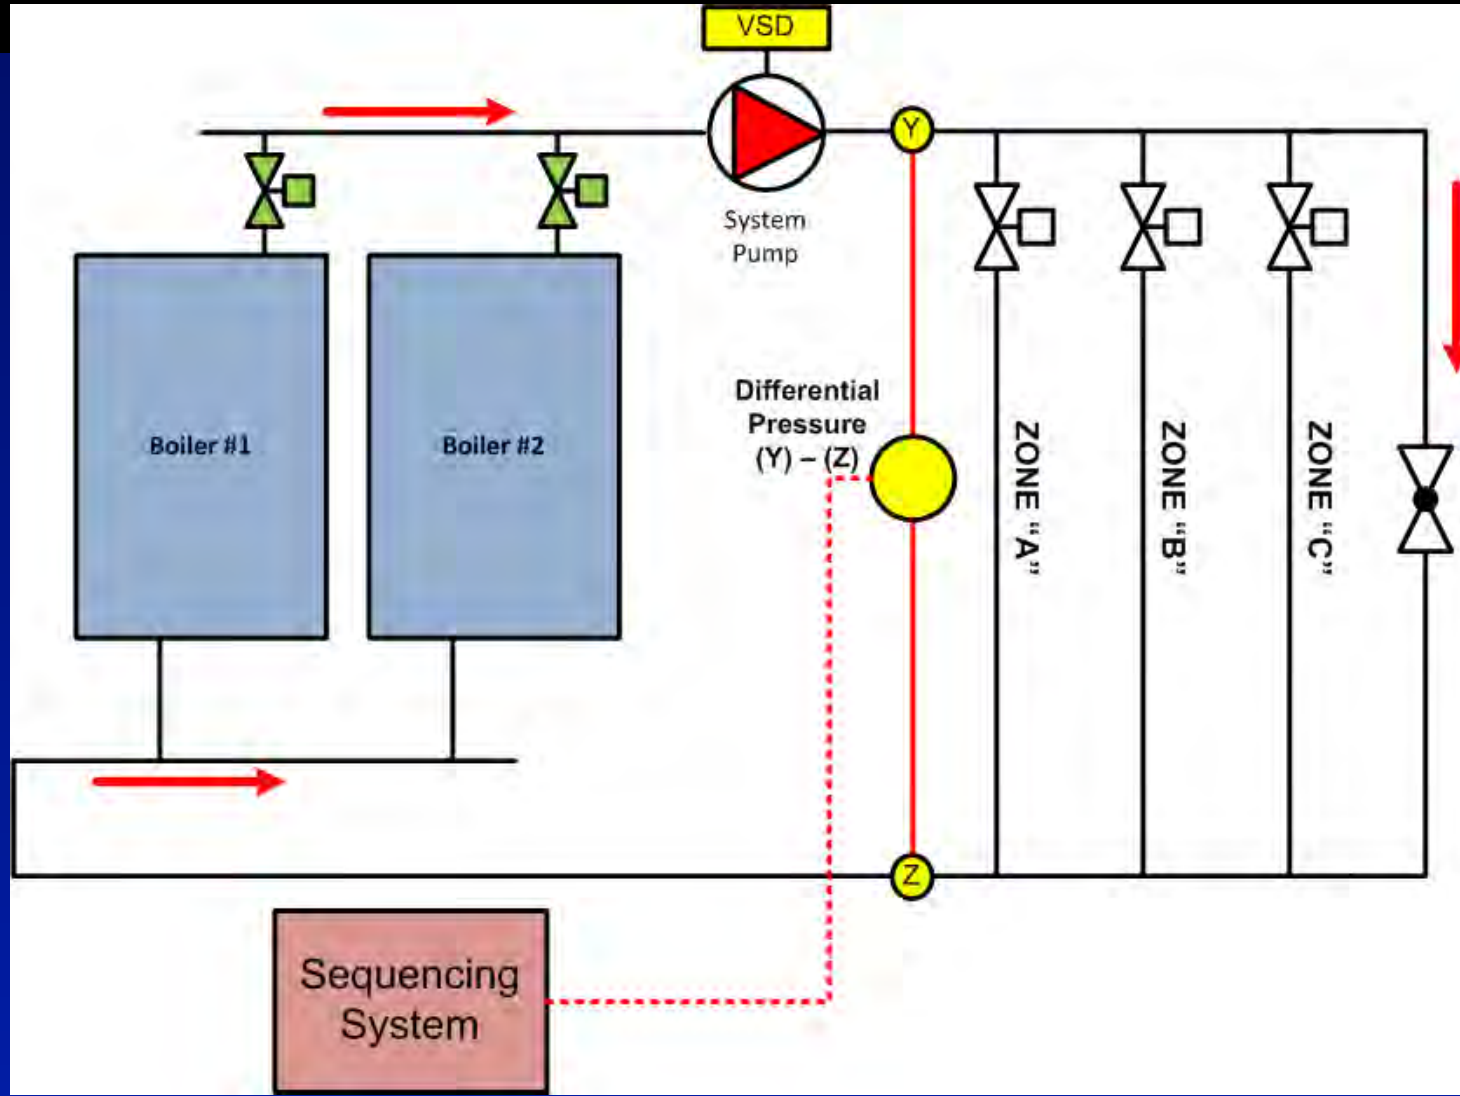 VSD
Y
System
Pump
Differential
Pressure
(Y) – (Z)
Boiler #1
Boiler #2
ZONE “A”
ZONE “B”
ZONE “C”
Z
Sequencing
System